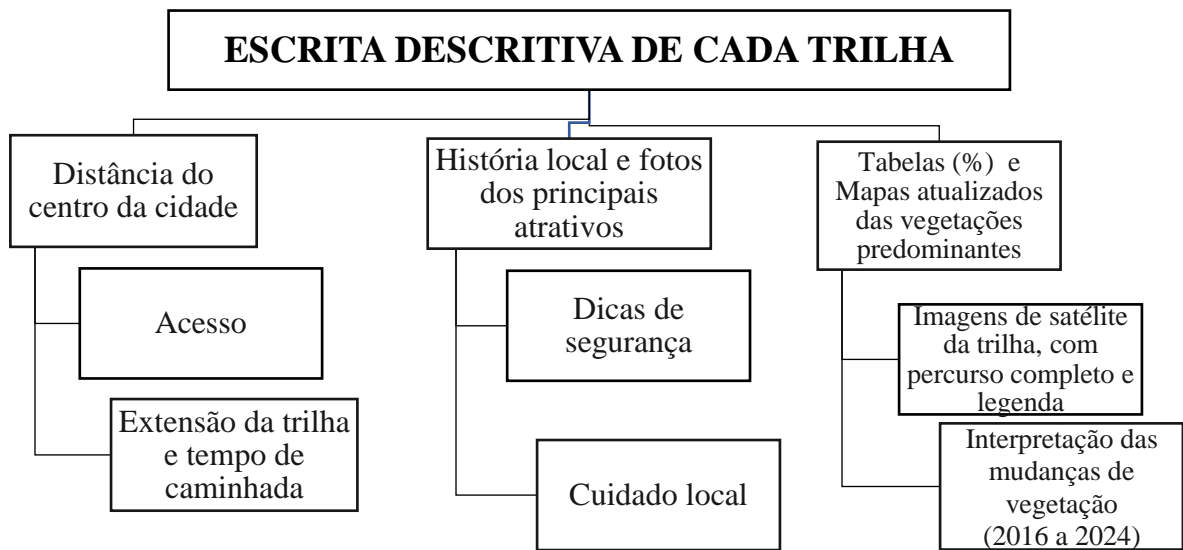 ESCRITA DESCRITIVA DE CADA TRILHA
Distância do
centro da cidade
Acesso
Extensão da trilha
e tempo de
caminhada
História local e fotos
dos principais
atrativos
Dicas de
segurança
Cuidado local
Tabelas (%) e
Mapas atualizados
das vegetações
predominantes
Imagens de satélite
da trilha, com
percurso completo e
legenda
Interpretação das
mudanças de
vegetação
(2016 a 2024)